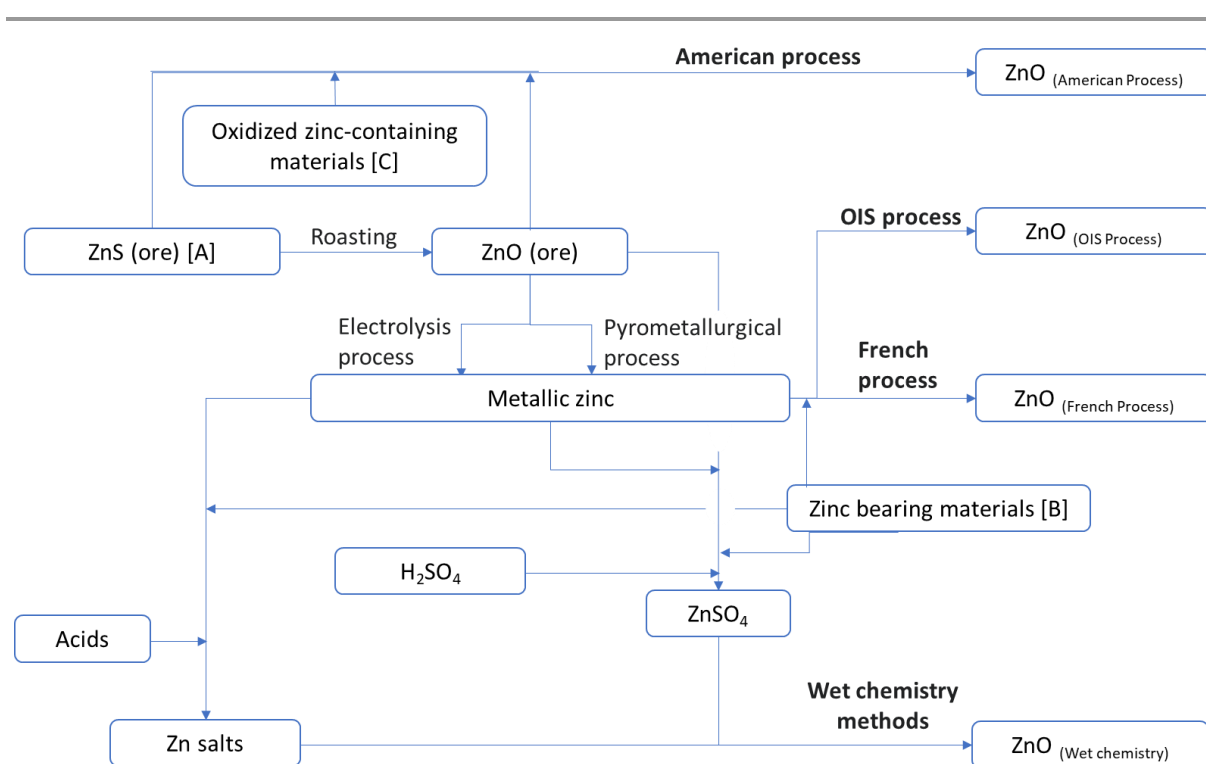 American process
ZnO (American Process)
Oxidized zinc-containing
materials [C]
OIS process
ZnO (OIS Process)
ZnS (ore) [A]
Roasting
ZnO (ore)
Electrolysis
process
Pyrometallurgical
process
French
process
Metallic zinc
ZnO (French Process)
Zinc bearing materials [B]
H₂SO₄
ZnSO₄
Acids
Wet chemistry
methods
Zn salts
ZnO (Wet chemistry)